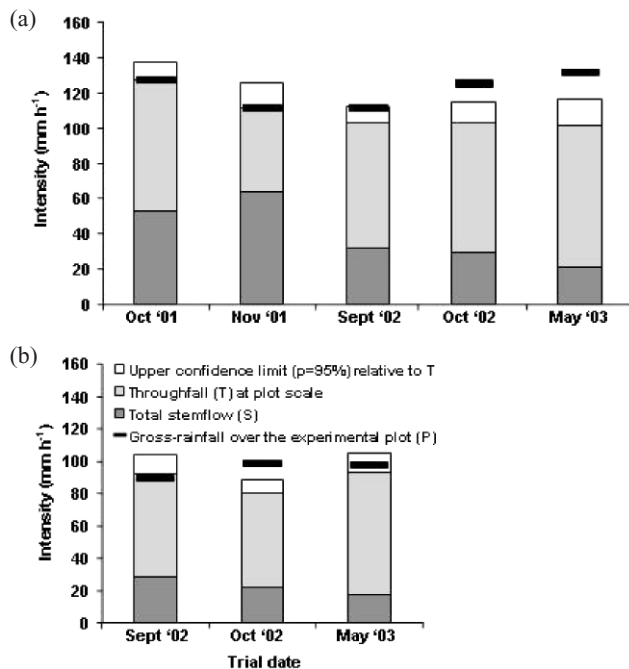 (a)
160
140
120
100
80
60
40
20
0
Intensity (mm h⁻¹)
Oct ‘01 Nov ‘01 Sept ‘02 Oct ‘02 May ‘03
(b)
160
140
120
100
80
60
40
20
0
Intensity (mm h⁻¹)
Upper confidence limit (p=95%) relative to T
Throughfall (T) at plot scale
Total stemflow (S)
Gross-rainfall over the experimental plot (P)
Sept ‘02 Oct ‘02 May ‘03
Trial date